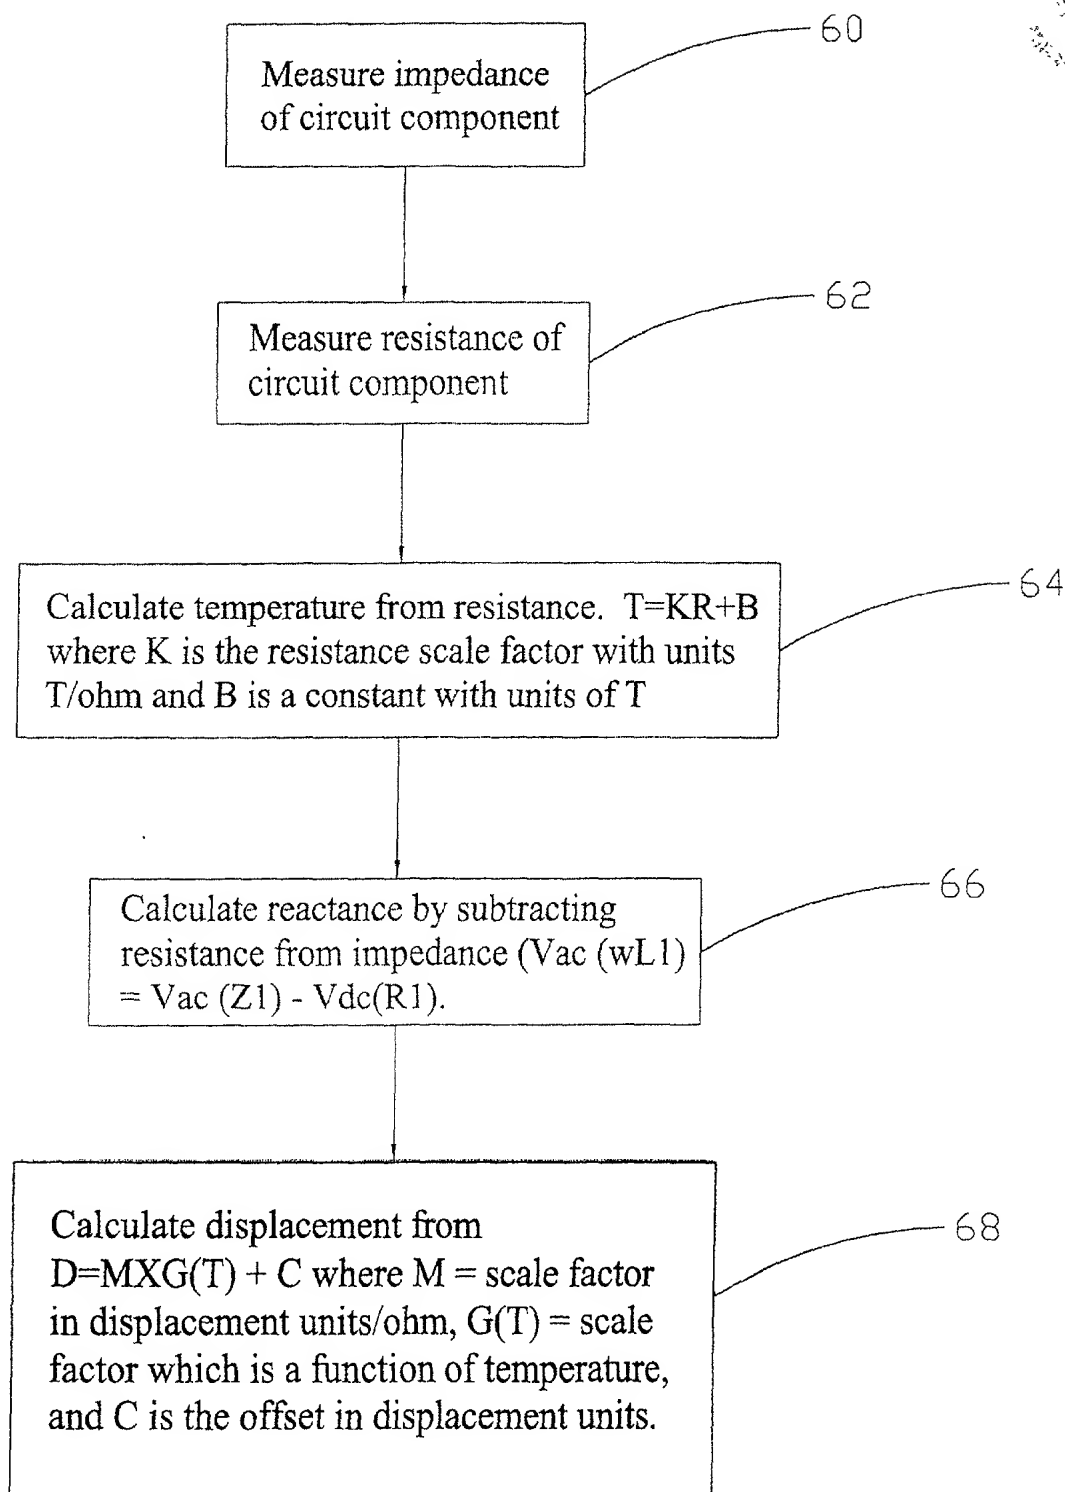 60
Measure impedance
of circuit component
62
Measure resistance of
circuit component
64
Calculate temperature from resistance.  T=KR+B
where K is the resistance scale factor with units
T/ohm and B is a constant with units of T
66
Calculate reactance by subtracting
resistance from impedance (Vac (wL1)
= Vac (Z1) - Vdc(R1).
68
Calculate displacement from
D=MXG(T) + C where M = scale factor
in displacement units/ohm, G(T) = scale
factor which is a function of temperature,
and C is the offset in displacement units.